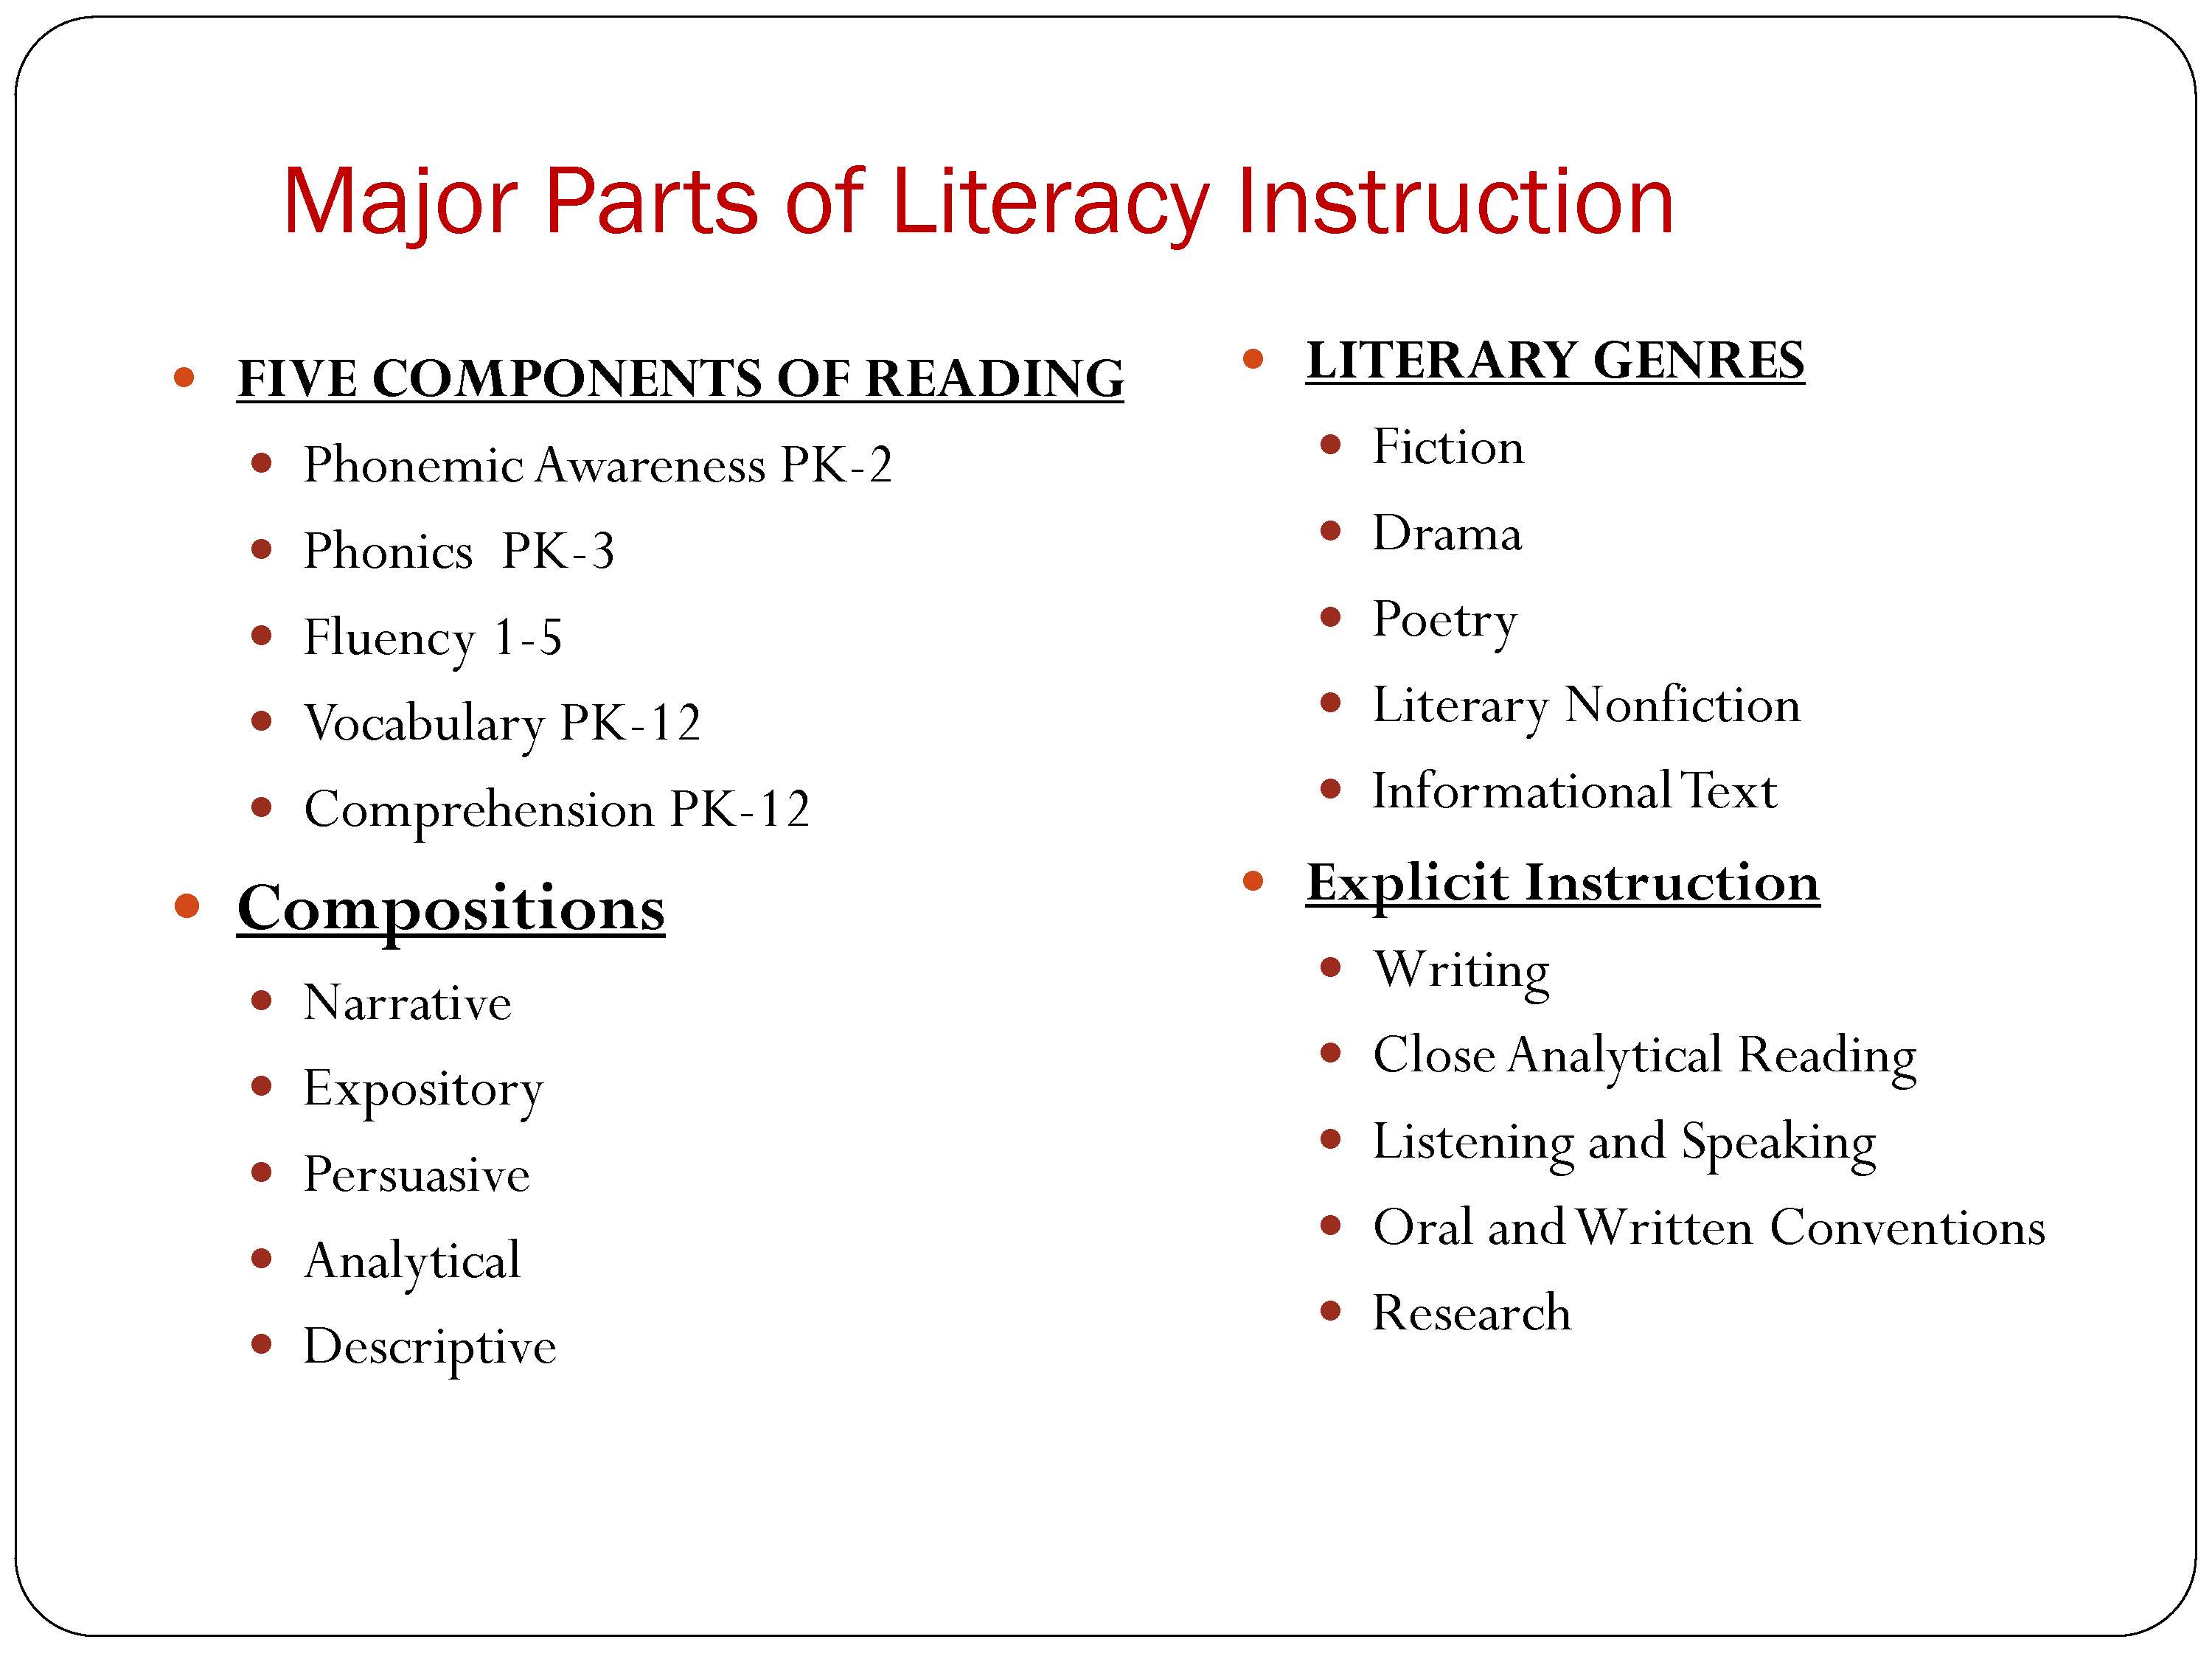 Major Parts of Literacy Instruction
FIVE COMPONENTS OF READING
Phonemic Awareness PK-2
Phonics PK-3
Fluency 1-5
Vocabulary PK-12
Comprehension PK-12
Compositions
Narrative
Expository
Persuasive
Analytical
Descriptive
LITERARY GENRES
Fiction
Drama
Poetry
Literary Nonfiction
Informational Text
Explicit Instruction
Writing
Close Analytical Reading
Listening and Speaking
Oral and Written Conventions
Research